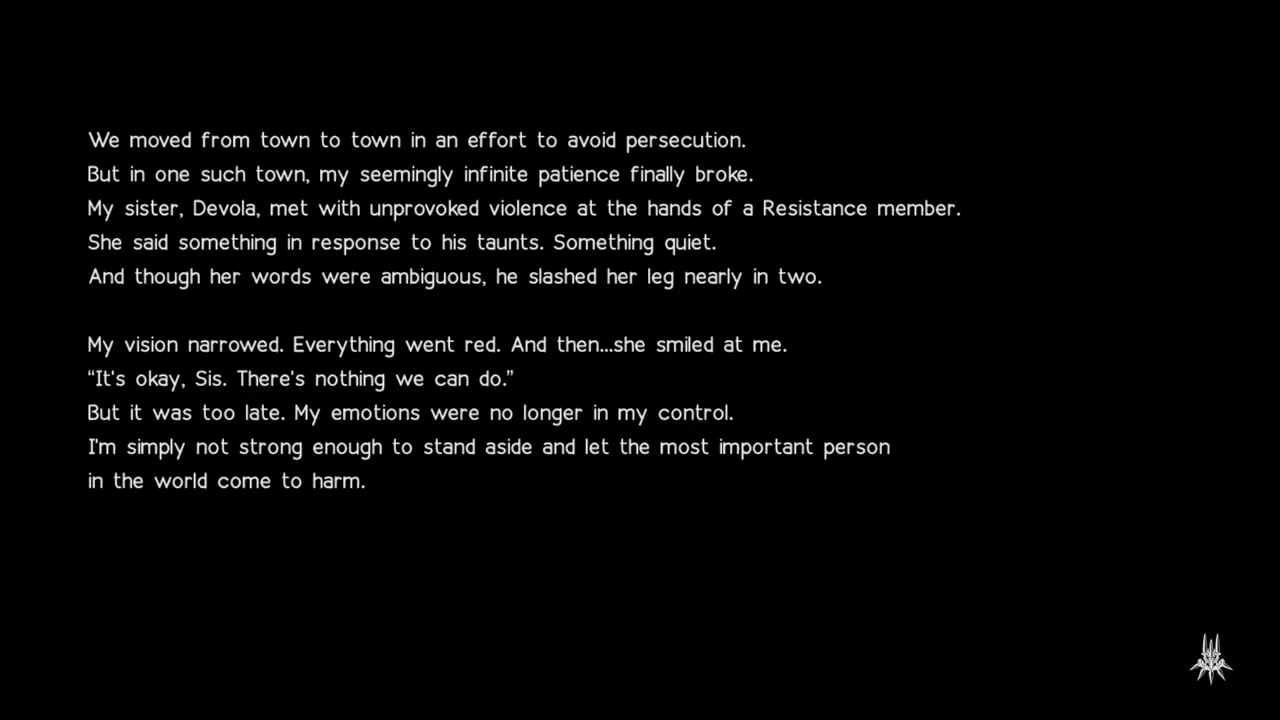 We moved from town to town in an effort to avoid persecution.
But in one such town, my seemingly infinite patience finally broke.
My sister, Devola, met with unprovoked violence at the hands of a Resistance member.
She said something in response to his taunts. Something quiet.
And though her words were ambiguous, he slashed her leg nearly in two.
My vision narrowed. Everything went red. And then...she smiled at me.
“It's okay, Sis. There's nothing we can do.”
But it was too late. My emotions were no longer in my control.
I'm simply not strong enough to stand aside and let the most important person
in the world come to harm.